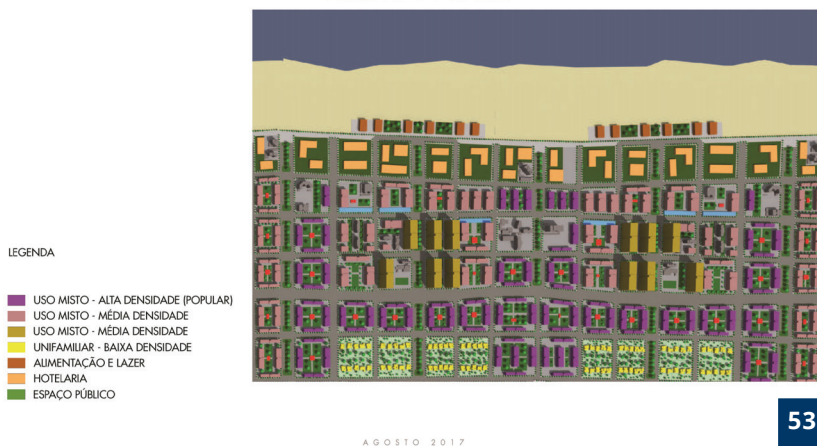 LEGENDA
USO MISTO - ALTA DENSIDADE (POPULAR)
USO MISTO - MÉDIA DENSIDADE
USO MISTO - MÉDIA DENSIDADE
UNIFAMILIAR - BAIXA DENSIDADE
ALIMENTAÇÃO E LAZER
HOTELARIA
ESPAÇO PÚBLICO
53
AGOSTO 2017